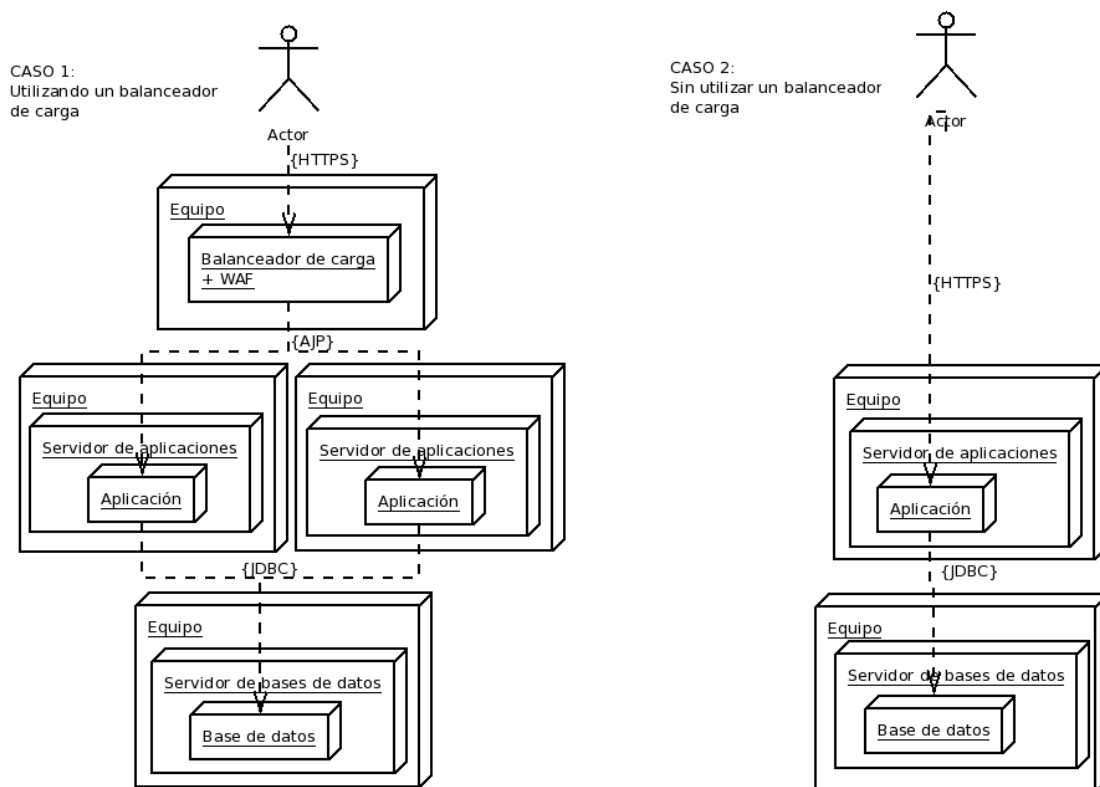 CASO 1:
Utilizando un balanceador
de carga
Actor
{HTTPS}
Equipo
Balanceador de carga
+ WAF
{AJP}
Equipo
Servidor de aplicaciones
Aplicación
Equipo
Servidor de aplicaciones
Aplicación
{JDBC}
Equipo
Servidor de bases de datos
Base de datos
CASO 2:
Sin utilizar un balanceador
de carga
Actor
{HTTPS}
Equipo
Servidor de aplicaciones
Aplicación
{JDBC}
Equipo
Servidor de bases de datos
Base de datos